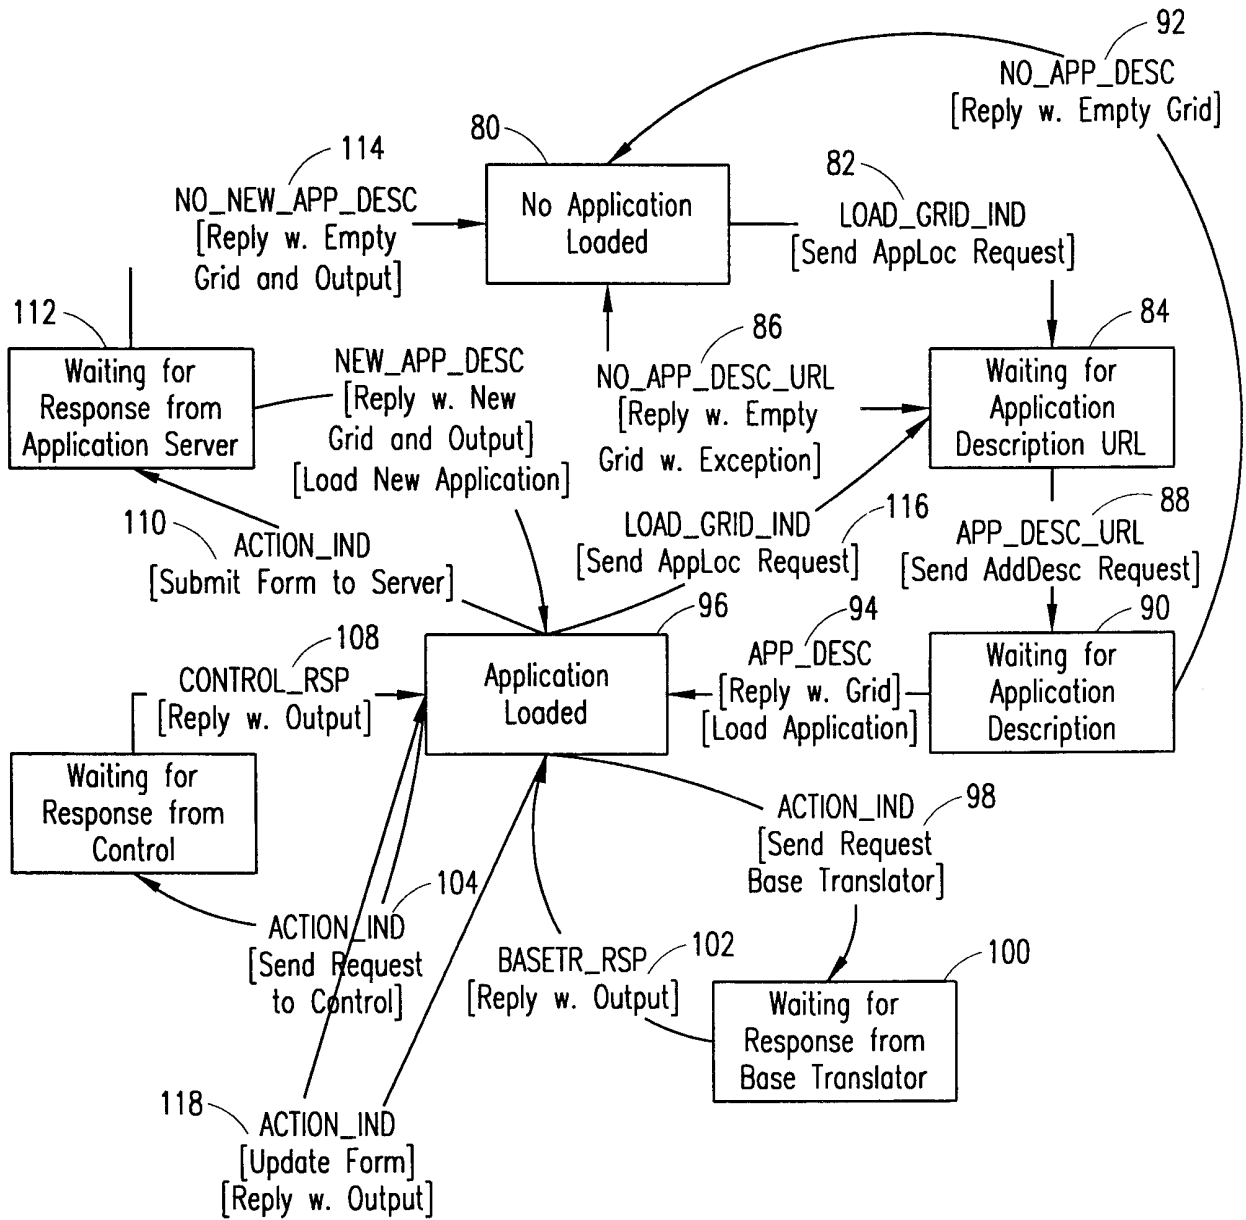 92
NO_APP_DESC
[Reply w. Empty Grid]
80
No Application
Loaded
114
NO_NEW_APP_DESC
[Reply w. Empty
Grid and Output]
82
LOAD_GRID_IND
[Send AppLoc Request]
112
Waiting for
Response from
Application Server
NEW_APP_DESC
[Reply w. New
Grid and Output]
[Load New Application]
86
NO_APP_DESC_URL
[Reply w. Empty
Grid w. Exception]
84
Waiting for
Application
Description URL
110
ACTION_IND
[Submit Form to Server]
LOAD_GRID_IND
[Send AppLoc Request]
116
88
APP_DESC_URL
[Send AddDesc Request]
96
Application
Loaded
94
APP_DESC
[Reply w. Grid]
[Load Application]
90
Waiting for
Application
Description
108
CONTROL_RSP
[Reply w. Output]
Waiting for
Response from
Control
ACTION_IND
[Send Request
Base Translator]
98
104
ACTION_IND
[Send Request
to Control]
BASETR_RSP
[Reply w. Output]
102
100
Waiting for
Response from
Base Translator
118
ACTION_IND
[Update Form]
[Reply w. Output]